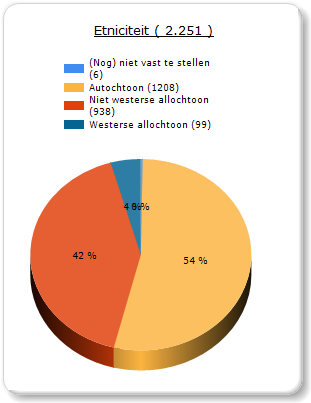 Etniciteit ( 2.251 )
(Nog) niet vast te stellen
(6)
Autochtoon (1208)
Niet westerse allochtoon
(938)
Westerse allochtoon (99)
4 %
42 %
54 %